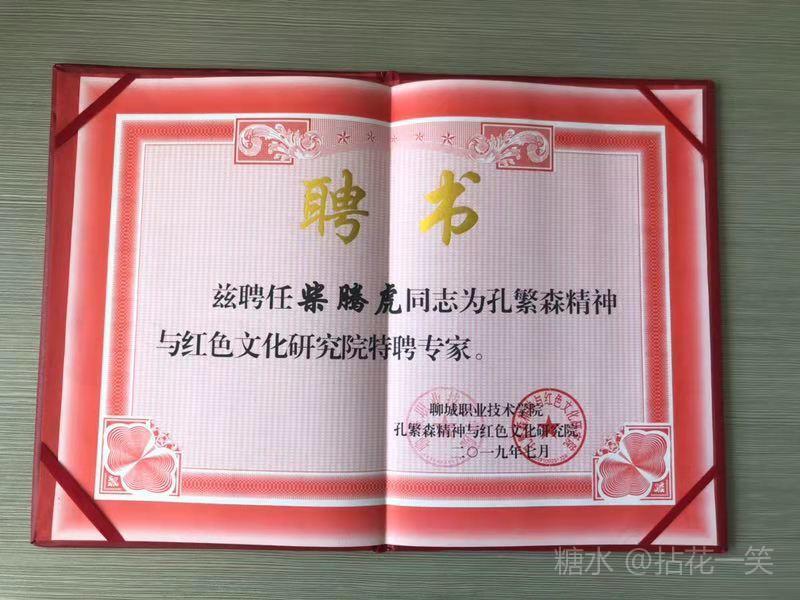 聘书
兹聘任柴腾虎同志为孔繁森精神
与红色文化研究院特聘专家。
聊城职业技术学院
孔繁森精神与红色文化研究院
二〇一九年七月
糖水 @拈花一笑